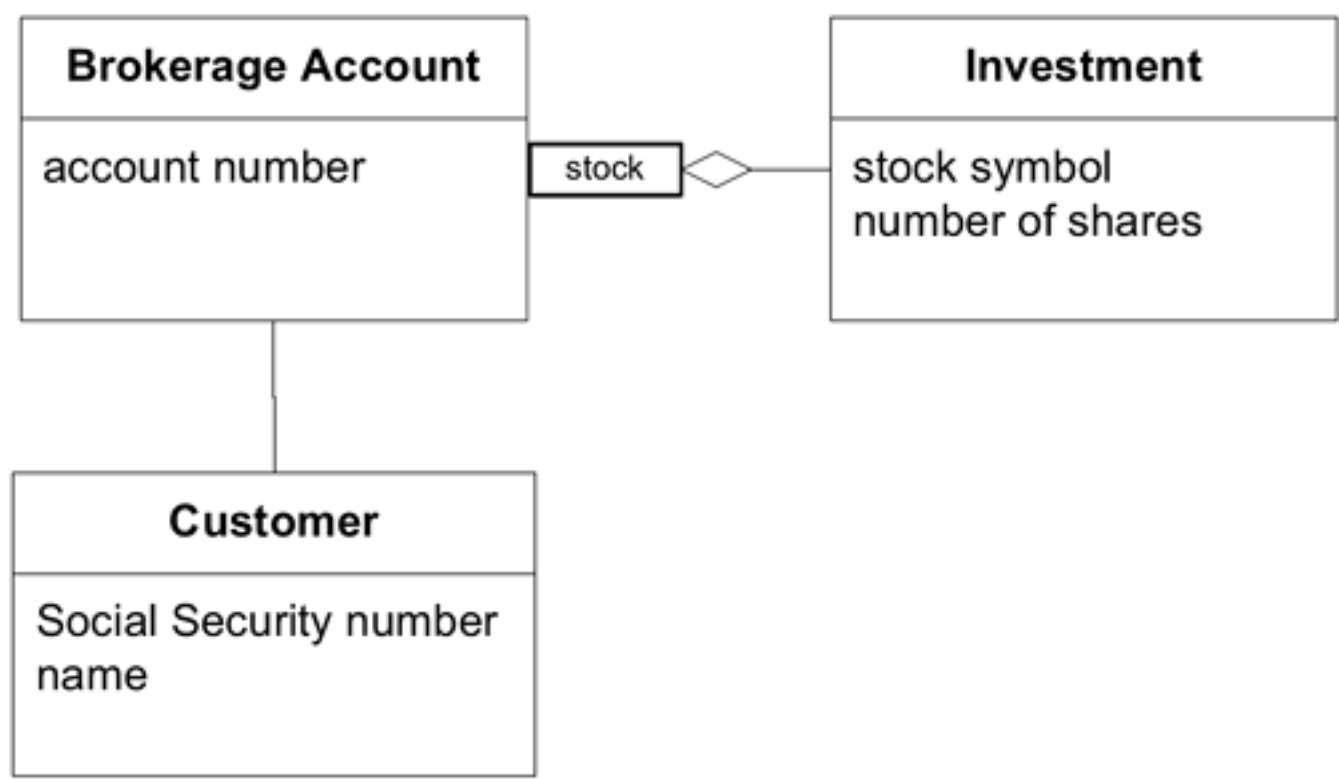 Brokerage Account
account number
stock
Investment
stock symbol
number of shares
Customer
Social Security number
name